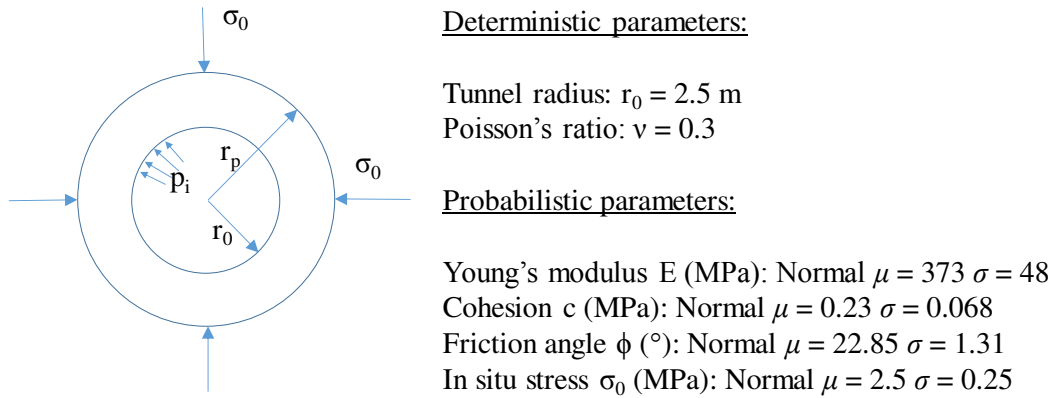 σ₀
σ₀
r_p
p_i
r₀
Deterministic parameters:
Tunnel radius: r₀ = 2.5 m
Poisson's ratio: ν = 0.3
Probabilistic parameters:
Young's modulus E (MPa): Normal μ = 373 σ = 48
Cohesion c (MPa): Normal μ = 0.23 σ = 0.068
Friction angle ϕ (°): Normal μ = 22.85 σ = 1.31
In situ stress σ₀ (MPa): Normal μ = 2.5 σ = 0.25